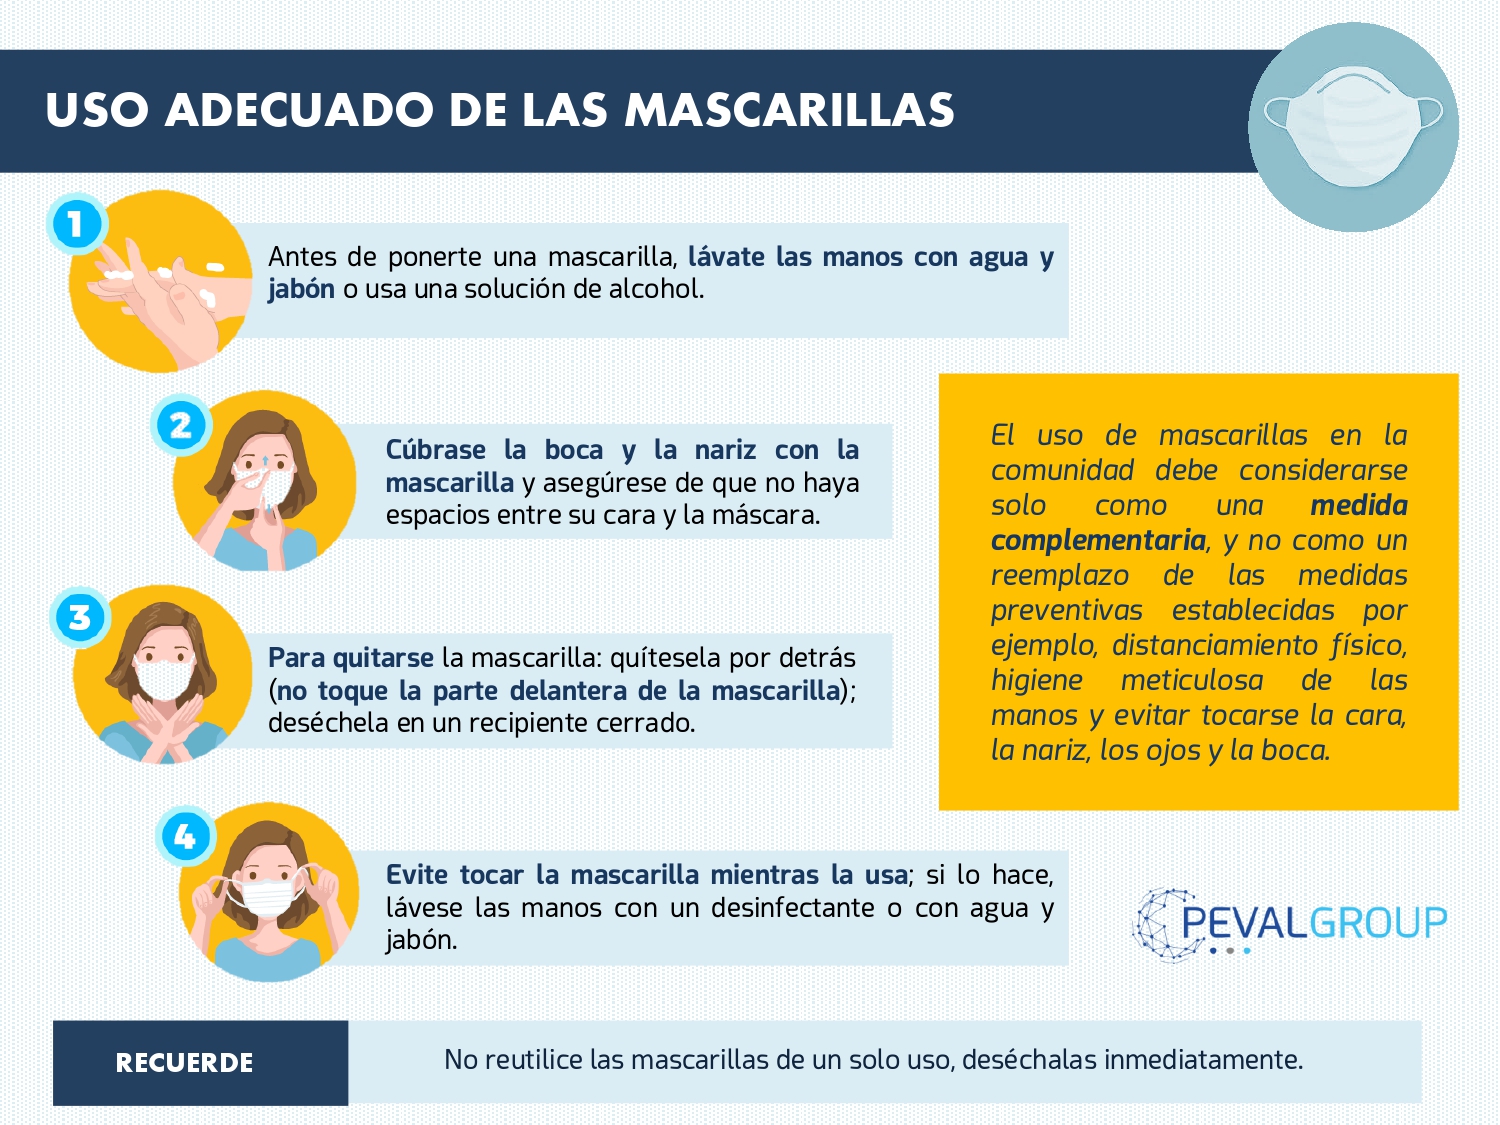 USO ADECUADO DE LAS MASCARILLAS
1
Antes de ponerte una mascarilla, lávate las manos con agua y
jabón o usa una solución de alcohol.
2
Cúbrase la boca y la nariz con la
mascarilla y asegúrese de que no haya
espacios entre su cara y la máscara.
3
Para quitarse la mascarilla: quítesela por detrás
(no toque la parte delantera de la mascarilla);
deséchela en un recipiente cerrado.
4
Evite tocar la mascarilla mientras la usa; si lo hace,
lávese las manos con un desinfectante o con agua y
jabón.
El uso de mascarillas en la
comunidad debe considerarse
solo como una medida
complementaria, y no como un
reemplazo de las medidas
preventivas establecidas por
ejemplo, distanciamiento físico,
higiene meticulosa de las
manos y evitar tocarse la cara,
la nariz, los ojos y la boca.
PEVALGROUP
RECUERDE
No reutilice las mascarillas de un solo uso, deséchalas inmediatamente.